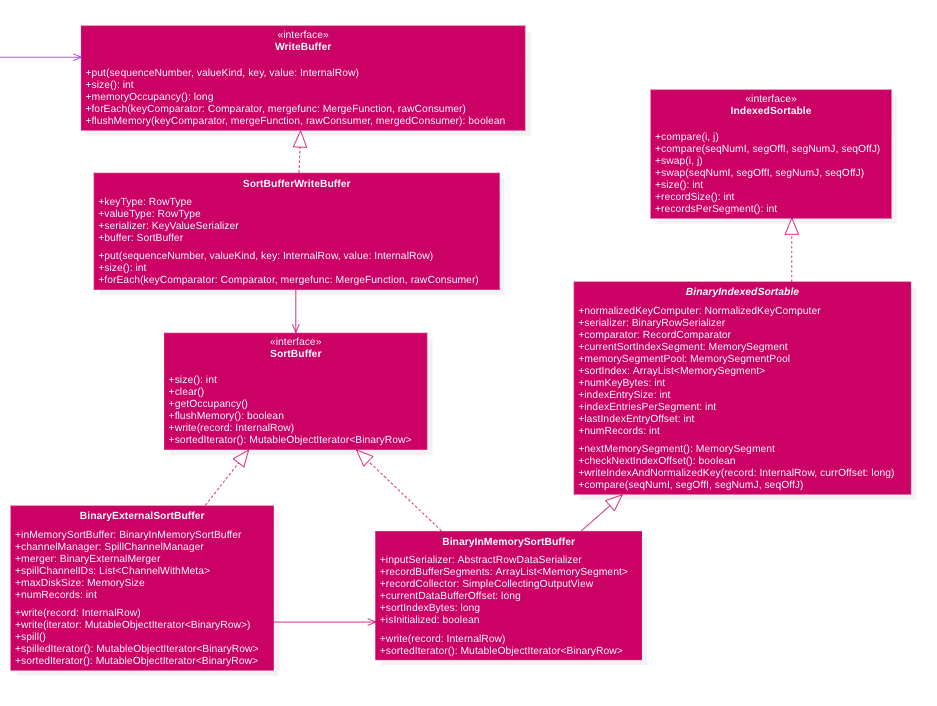 «interface»
WriteBuffer
+put(sequenceNumber, valueKind, key, value: InternalRow)
+size(): int
+memoryOccupancy(): long
+forEach(keyComparator: Comparator, mergefunc: MergeFunction, rawConsumer)
+flushMemory(keyComparator, mergeFunction, rawConsumer, mergedConsumer): boolean
«interface»
IndexedSortable
+compare(i, j)
+compare(seqNumI, segOffI, segNumJ, seqOffJ)
+swap(i, j)
+swap(seqNumI, segOffI, segNumJ, seqOffJ)
+size(): int
+recordSize(): int
+recordsPerSegment(): int
SortBufferWriteBuffer
+keyType: RowType
+valueType: RowType
+serializer: KeyValueSerializer
+buffer: SortBuffer
+put(sequenceNumber, valueKind, key: InternalRow, value: InternalRow)
+size(): int
+forEach(keyComparator: Comparator, mergefunc: MergeFunction, rawConsumer)
BinaryIndexedSortable
+normalizedKeyComputer: NormalizedKeyComputer
+serializer: BinaryRowSerializer
+comparator: RecordComparator
+currentSortIndexSegment: MemorySegment
+memorySegmentPool: MemorySegmentPool
+sortIndex: ArrayList<MemorySegment>
+numKeyBytes: int
+indexEntrySize: int
+indexEntriesPerSegment: int
+lastIndexEntryOffset: int
+numRecords: int
+nextMemorySegment(): MemorySegment
+checkNextIndexOffset(): boolean
+writeIndexAndNormalizedKey(record: InternalRow, currOffset: long)
+compare(seqNumI, segOffI, segNumJ, seqOffJ)
«interface»
SortBuffer
+size(): int
+clear()
+getOccupancy()
+flushMemory(): boolean
+write(record: InternalRow)
+sortedIterator(): MutableObjectIterator<BinaryRow>
BinaryExternalSortBuffer
+inMemorySortBuffer: BinaryInMemorySortBuffer
+channelManager: SpillChannelManager
+merger: BinaryExternalMerger
+spillChannelIDs: List<ChannelWithMeta>
+maxDiskSize: MemorySize
+numRecords: int
+write(record: InternalRow)
+write(iterator: MutableObjectIterator<BinaryRow>)
+spill()
+spilledIterator(): MutableObjectIterator<BinaryRow>
+sortedIterator(): MutableObjectIterator<BinaryRow>
BinaryInMemorySortBuffer
+inputSerializer: AbstractRowDataSerializer
+recordBufferSegments: ArrayList<MemorySegment>
+recordCollector: SimpleCollectingOutputView
+currentDataBufferOffset: long
+sortIndexBytes: long
+isInitialized: boolean
+write(record: InternalRow)
+sortedIterator(): MutableObjectIterator<BinaryRow>